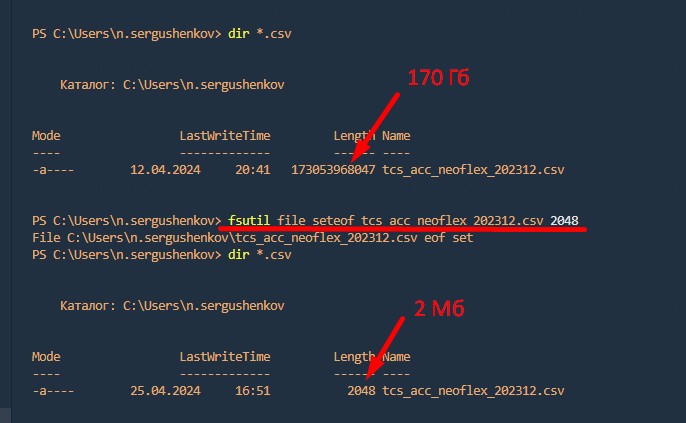 PS C:\Users\n.sergushenkov> dir *.csv
170 Гб
Каталог: C:\Users\n.sergushenkov
Mode LastWriteTime Length Name
---- ------------- ------ ----
-a---- 12.04.2024 20:41 173053968047 tcs_acc_neoflex_202312.csv
PS C:\Users\n.sergushenkov> fsutil file seteof tcs_acc_neoflex_202312.csv 2048
File C:\Users\n.sergushenkov\tcs_acc_neoflex_202312.csv eof set
PS C:\Users\n.sergushenkov> dir *.csv
Каталог: C:\Users\n.sergushenkov
2 Мб
Mode LastWriteTime Length Name
---- ------------- ------ ----
-a---- 25.04.2024 16:51 2048 tcs_acc_neoflex_202312.csv